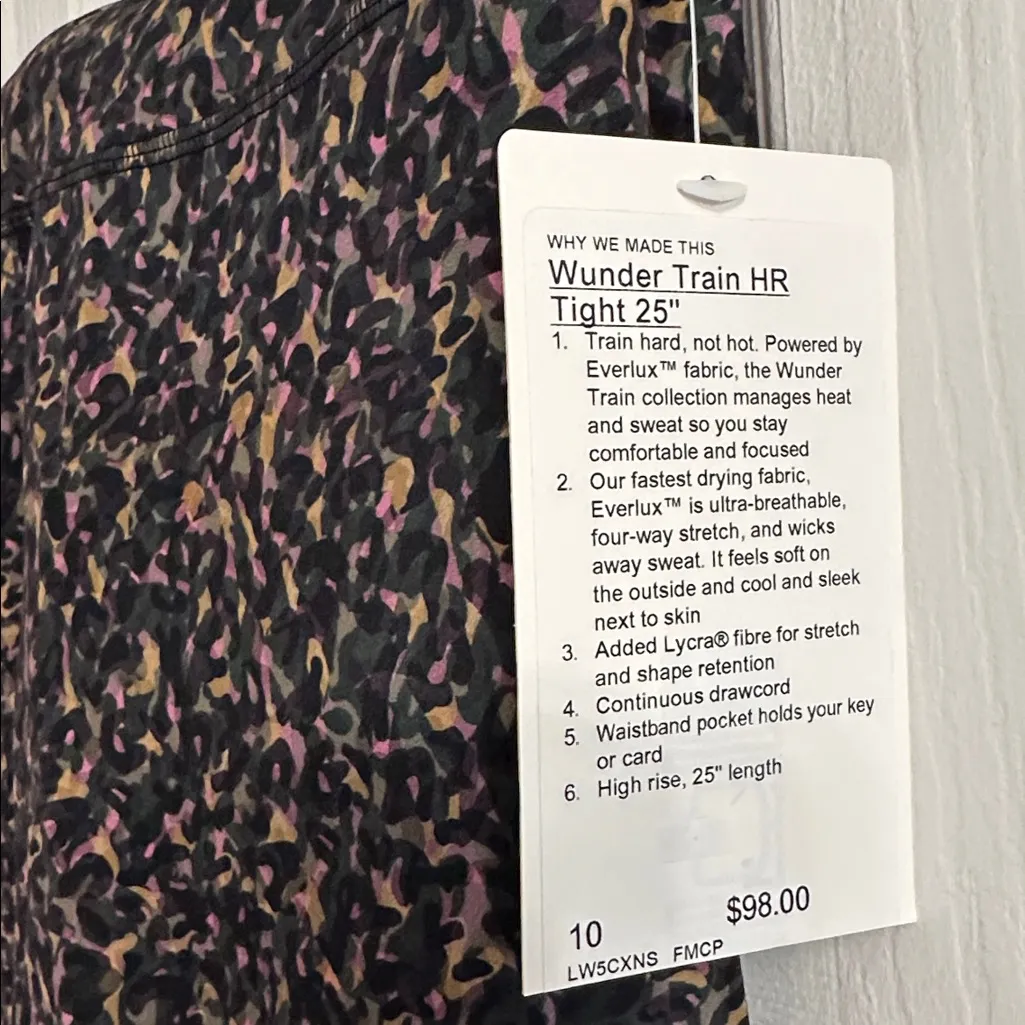 WHY WE MADE THIS
Wunder Train HR
Tight 25"
1. Train hard, not hot. Powered by
Everlux™ fabric, the Wunder
Train collection manages heat
and sweat so you stay
comfortable and focused
2. Our fastest drying fabric,
Everlux™ is ultra-breathable,
four-way stretch, and wicks
away sweat. It feels soft on
the outside and cool and sleek
next to skin
3. Added Lycra® fibre for stretch
and shape retention
4. Continuous drawcord
5. Waistband pocket holds your key
or card
6. High rise, 25" length
10 $98.00
LW5CXNS FMCP